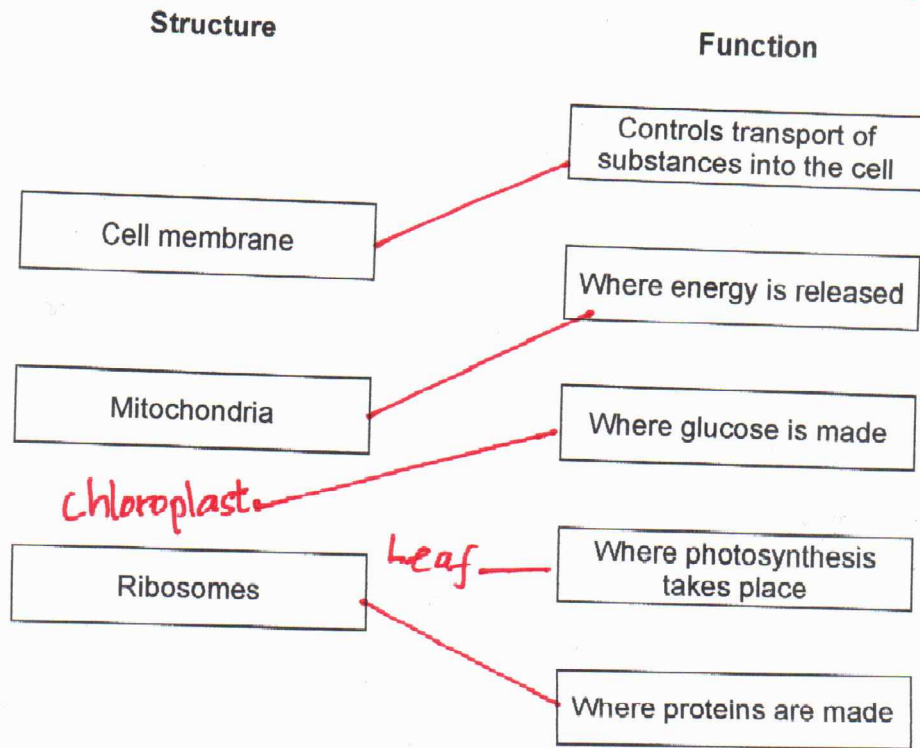 Structure
Function
Controls transport of
substances into the cell
Cell membrane
Where energy is released
Mitochondria
Where glucose is made
chloroplast
Ribosomes
Leaf
Where photosynthesis
takes place
Where proteins are made